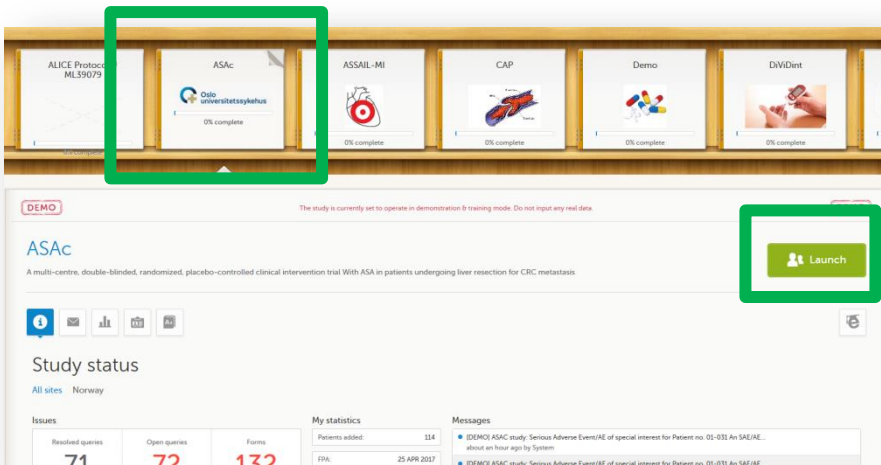 ALICE Protoco
ML39079
ASAc
Oslo
universitetssykehus
0% complete
ASSAIL-MI
0% complete
CAP
0% complete
Demo
0% complete
DiViDint
0% complete
DEMO
The study is currently set to operate in demonstration & training mode. Do not input any real data.
ASAc
A multi-centre, double-blinded, randomized, placebo-controlled clinical intervention trial With ASA in patients undergoing liver resection for CRC metastasis
Launch
Study status
All sites Norway
Issues
Resolved queries
71
Open queries
72
Forms
132
My statistics
Patients added: 114
FPA: 25 APR 2017
Messages
[DEMO] ASAC study: Serious Adverse Event/AE of special interest for Patient no. 01-031 An SAE/AE...
about an hour ago by System
[DEMO] ASAC study: Serious Adverse Event/AE of special interest for Patient no. 01-031 An SAE/AE